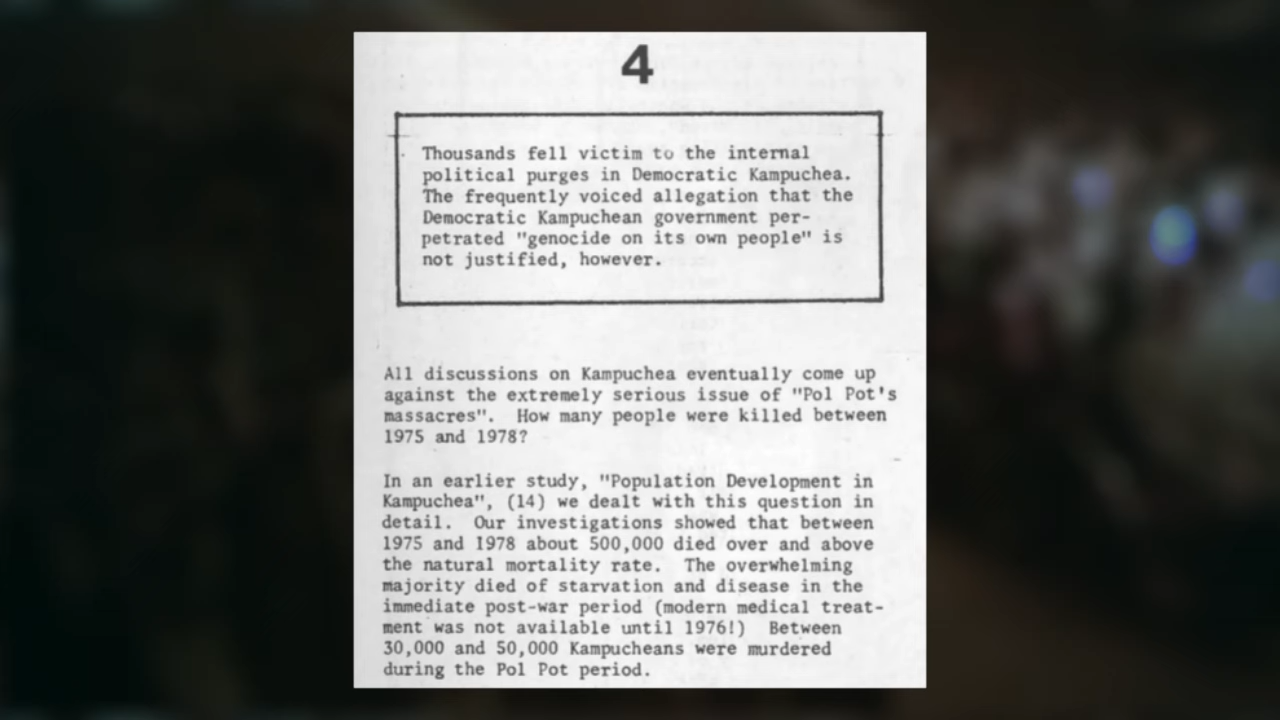 4
Thousands fell victim to the internal
political purges in Democratic Kampuchea.
The frequently voiced allegation that the
Democratic Kampuchean government per-
petrated "genocide on its own people" is
not justified, however.
All discussions on Kampuchea eventually come up
against the extremely serious issue of "Pol Pot's
massacres". How many people were killed between
1975 and 1978?
In an earlier study, "Population Development in
Kampuchea", (14) we dealt with this question in
detail. Our investigations showed that between
1975 and 1978 about 500,000 died over and above
the natural mortality rate. The overwhelming
majority died of starvation and disease in the
immediate post-war period (modern medical treat-
ment was not available until 1976!) Between
30,000 and 50,000 Kampucheans were murdered
during the Pol Pot period.